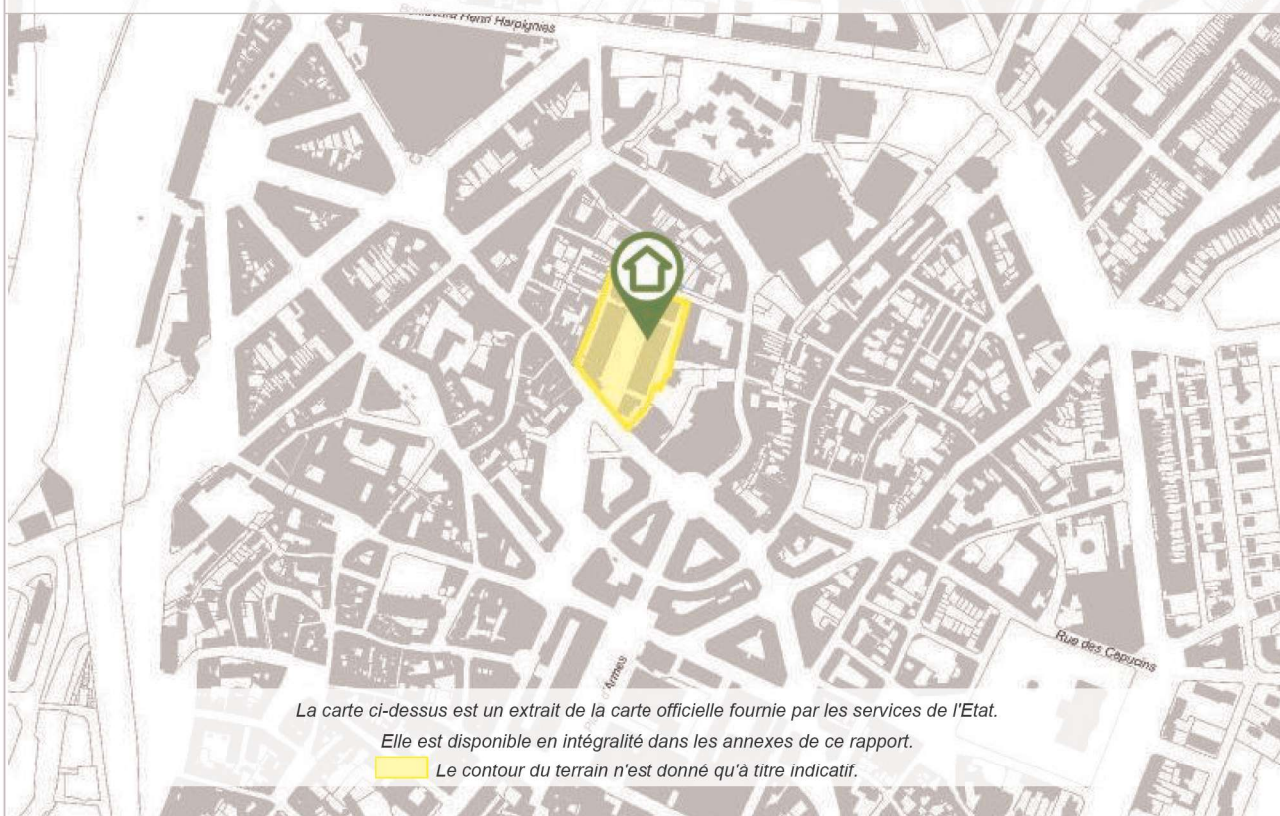 Boulevard Henri Harpignies
Rue des Capucins
d'Armes
La carte ci-dessus est un extrait de la carte officielle fournie par les services de l'Etat.
Elle est disponible en intégralité dans les annexes de ce rapport.
Le contour du terrain n'est donné qu'à titre indicatif.